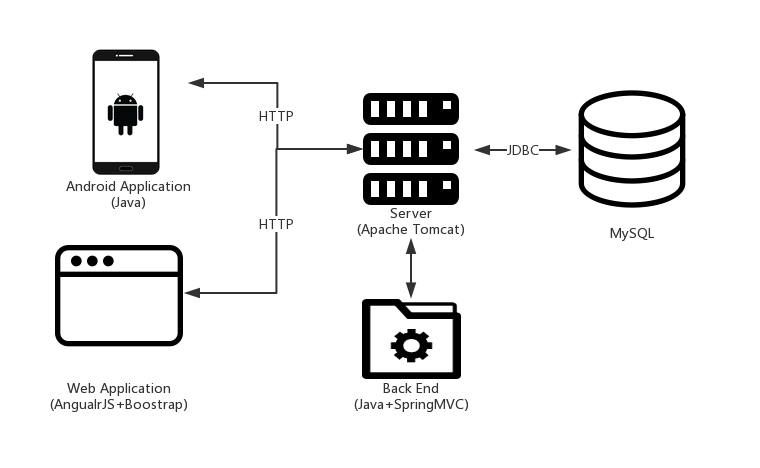 HTTP
Android Application
(Java)
Server
(Apache Tomcat)
JDBC
MySQL
HTTP
Web Application
(AngualrJS+Boostrap)
Back End
(Java+SpringMVC)